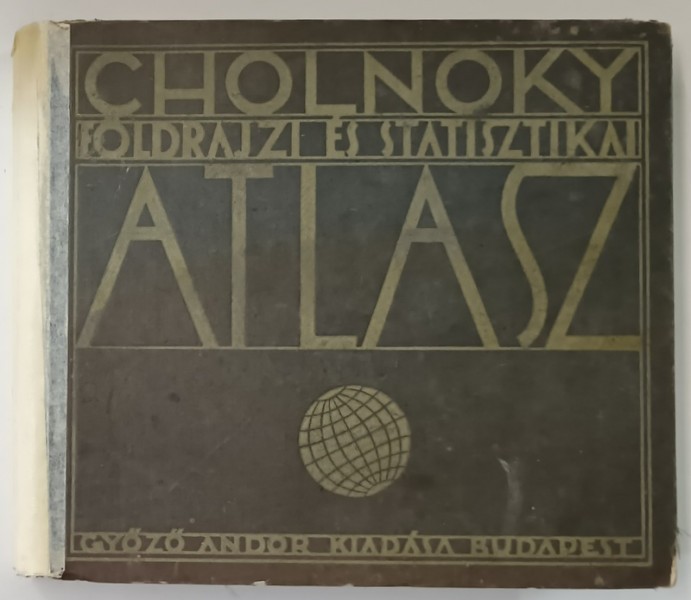 CHOLNOKY
FÖLDRAJZI ÉS STATISZTIKAI
ATLASZ
GYŐZŐ ANDOR KIADÁSA BUDAPEST